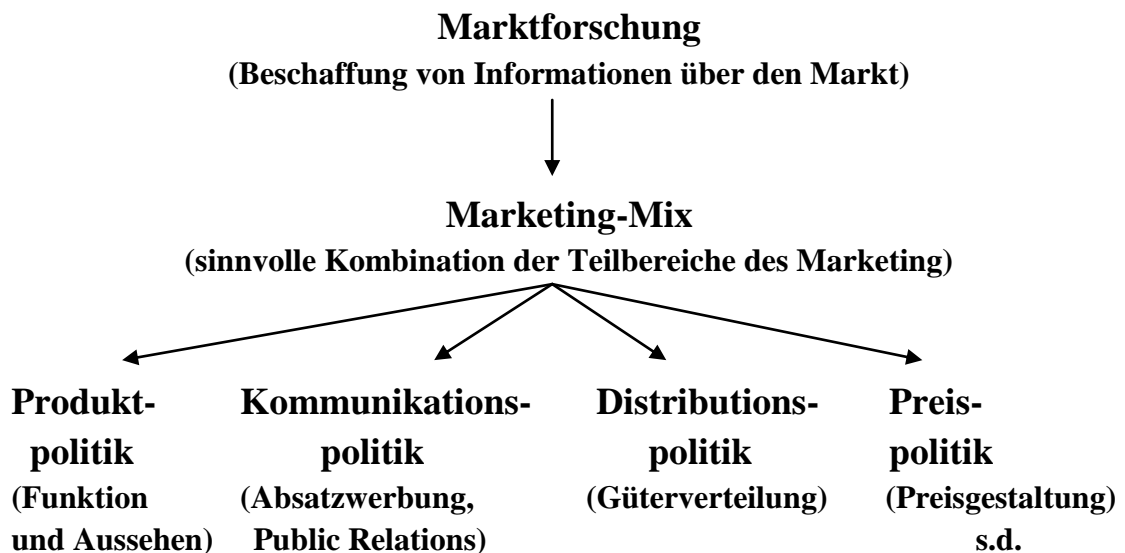 Marktforschung
(Beschaffung von Informationen über den Markt)
Marketing-Mix
(sinnvolle Kombination der Teilbereiche des Marketing)
Produkt-
politik
(Funktion
und Aussehen)
Kommunikations-
politik
(Absatzwerbung,
Public Relations)
Distributions-
politik
(Güterverteilung)
Preis-
politik
(Preisgestaltung)
s.d.